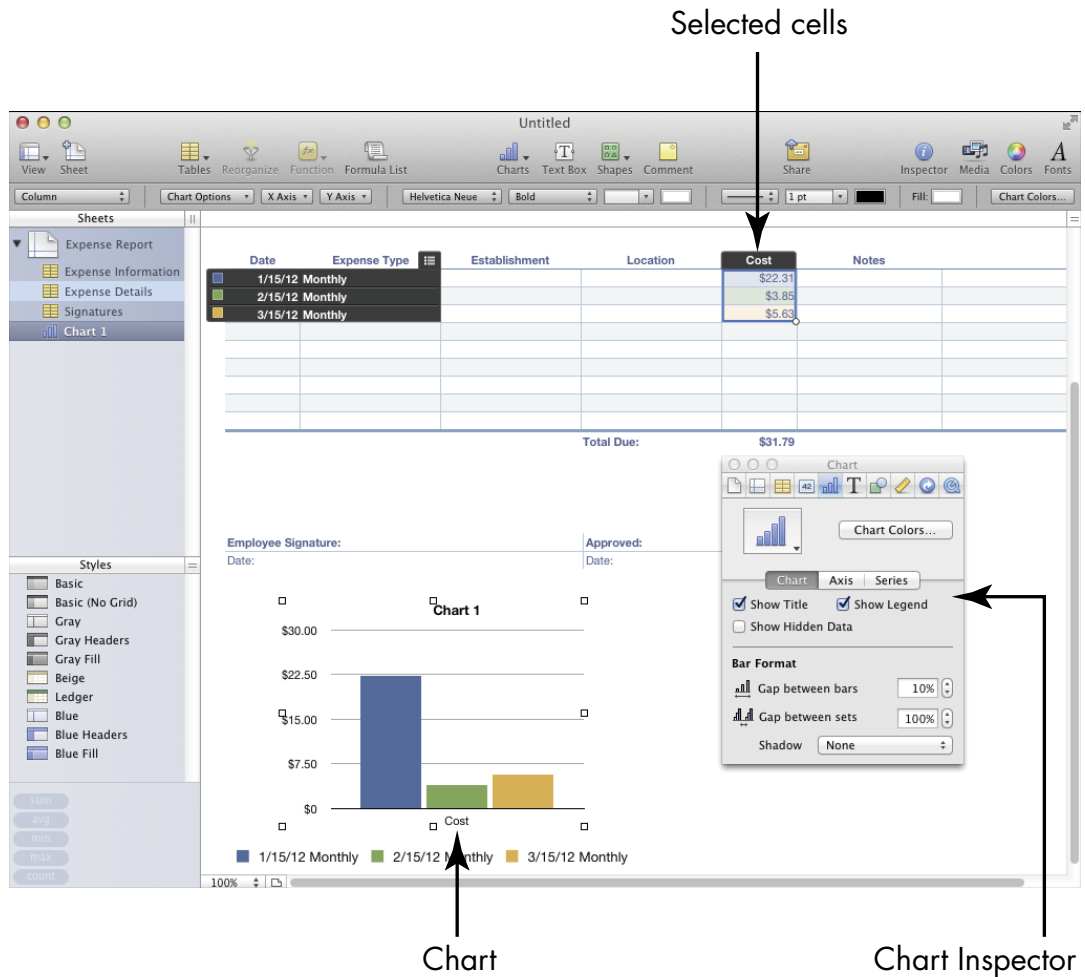 Selected cells
Untitled
View Sheet Tables Reorganize Function Formula List Charts Text Box Shapes Comment Share Inspector Media Colors Fonts
Column Chart Options X Axis Y Axis Helvetica Neue Bold 1 pt Fill: Chart Colors...
Sheets
Expense Report
Expense Information
Expense Details
Signatures
Chart 1
Date Expense Type Establishment Location Cost Notes
1/15/12 Monthly $22.31
2/15/12 Monthly $3.85
3/15/12 Monthly $5.63
Total Due: $31.79
Employee Signature: Approved:
Date: Date:
Styles
Basic
Basic (No Grid)
Gray
Gray Headers
Gray Fill
Beige
Ledger
Blue
Blue Headers
Blue Fill
sum
avg
min
max
count
Chart 1
$30.00
$22.50
$15.00
$7.50
$0
Cost
1/15/12 Monthly 2/15/12 Monthly 3/15/12 Monthly
100%
Chart
42 T
Chart Colors...
Chart Axis Series
Show Title Show Legend
Show Hidden Data
Bar Format
Gap between bars 10%
Gap between sets 100%
Shadow None
Chart Chart Inspector